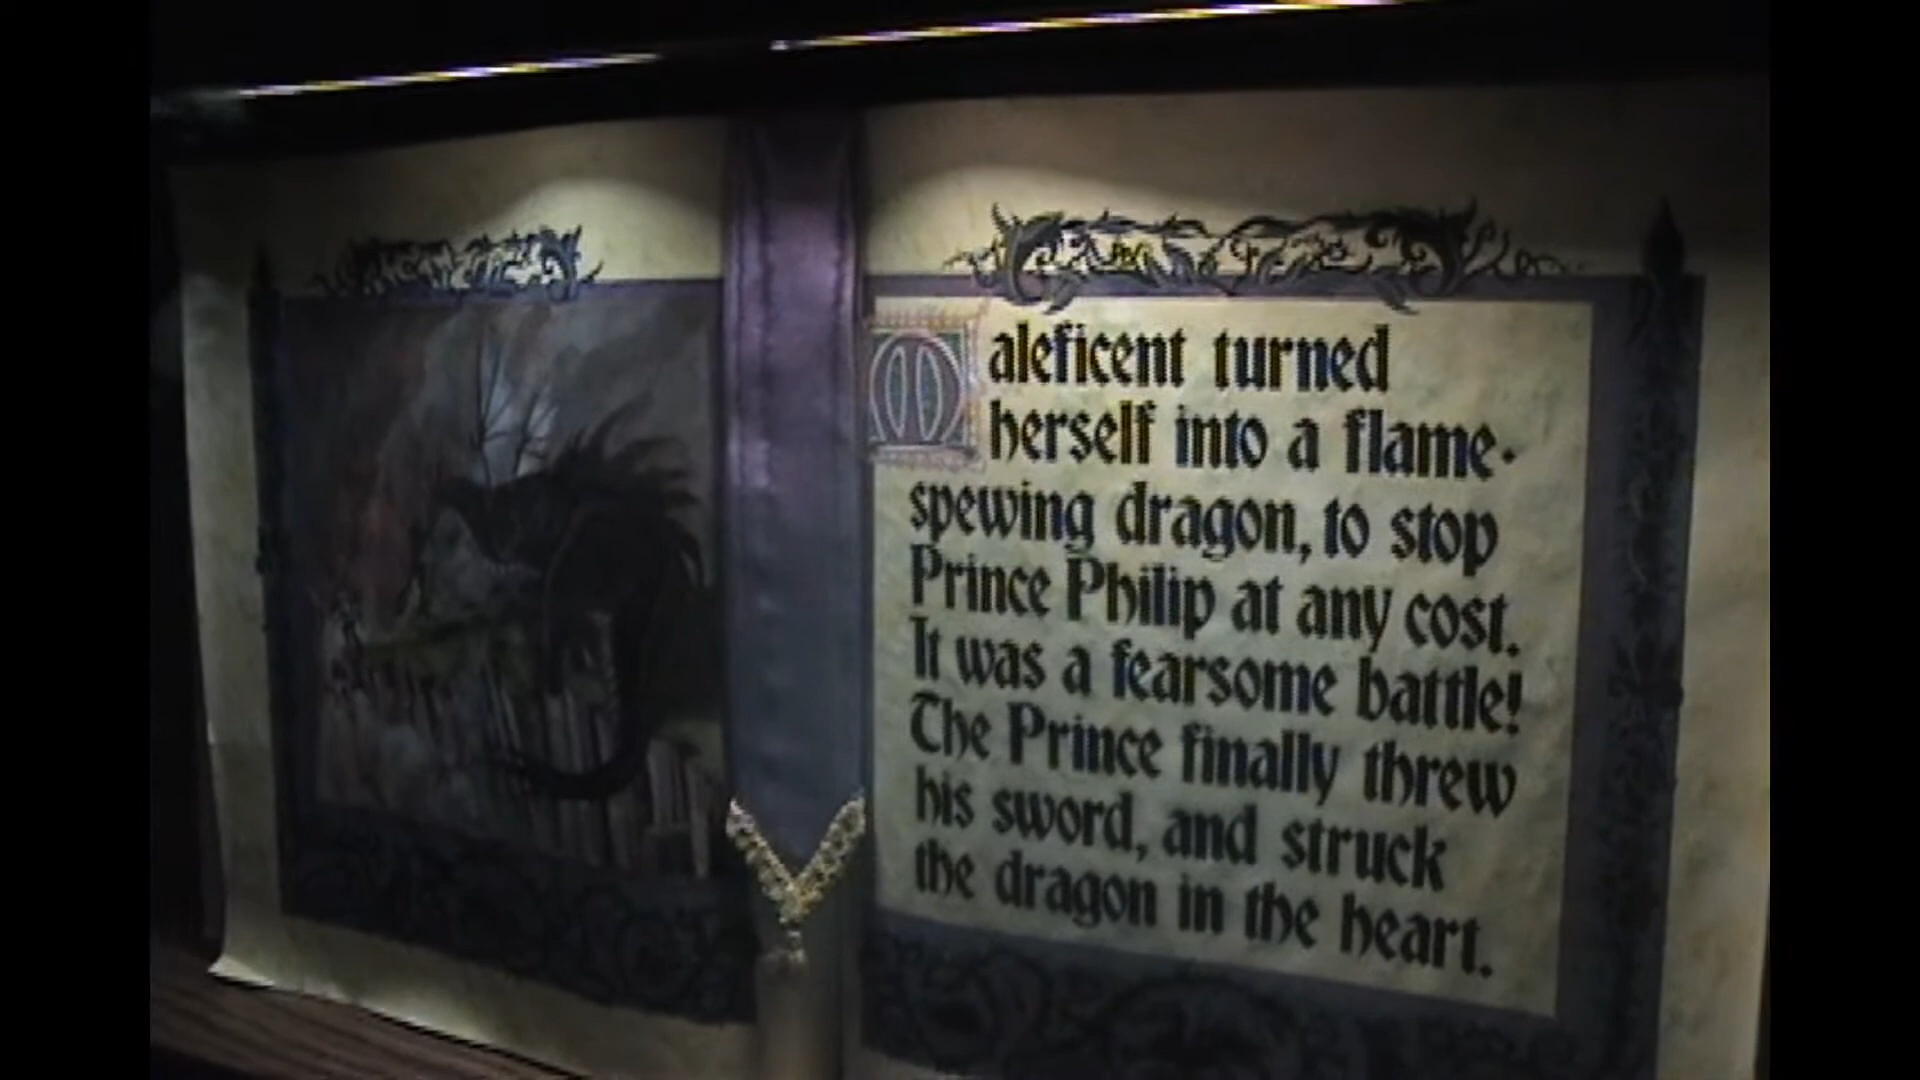 Maleficent turned
herself into a flame-
spewing dragon, to stop
Prince Philip at any cost.
It was a fearsome battle!
The Prince finally threw
his sword, and struck
the dragon in the heart.